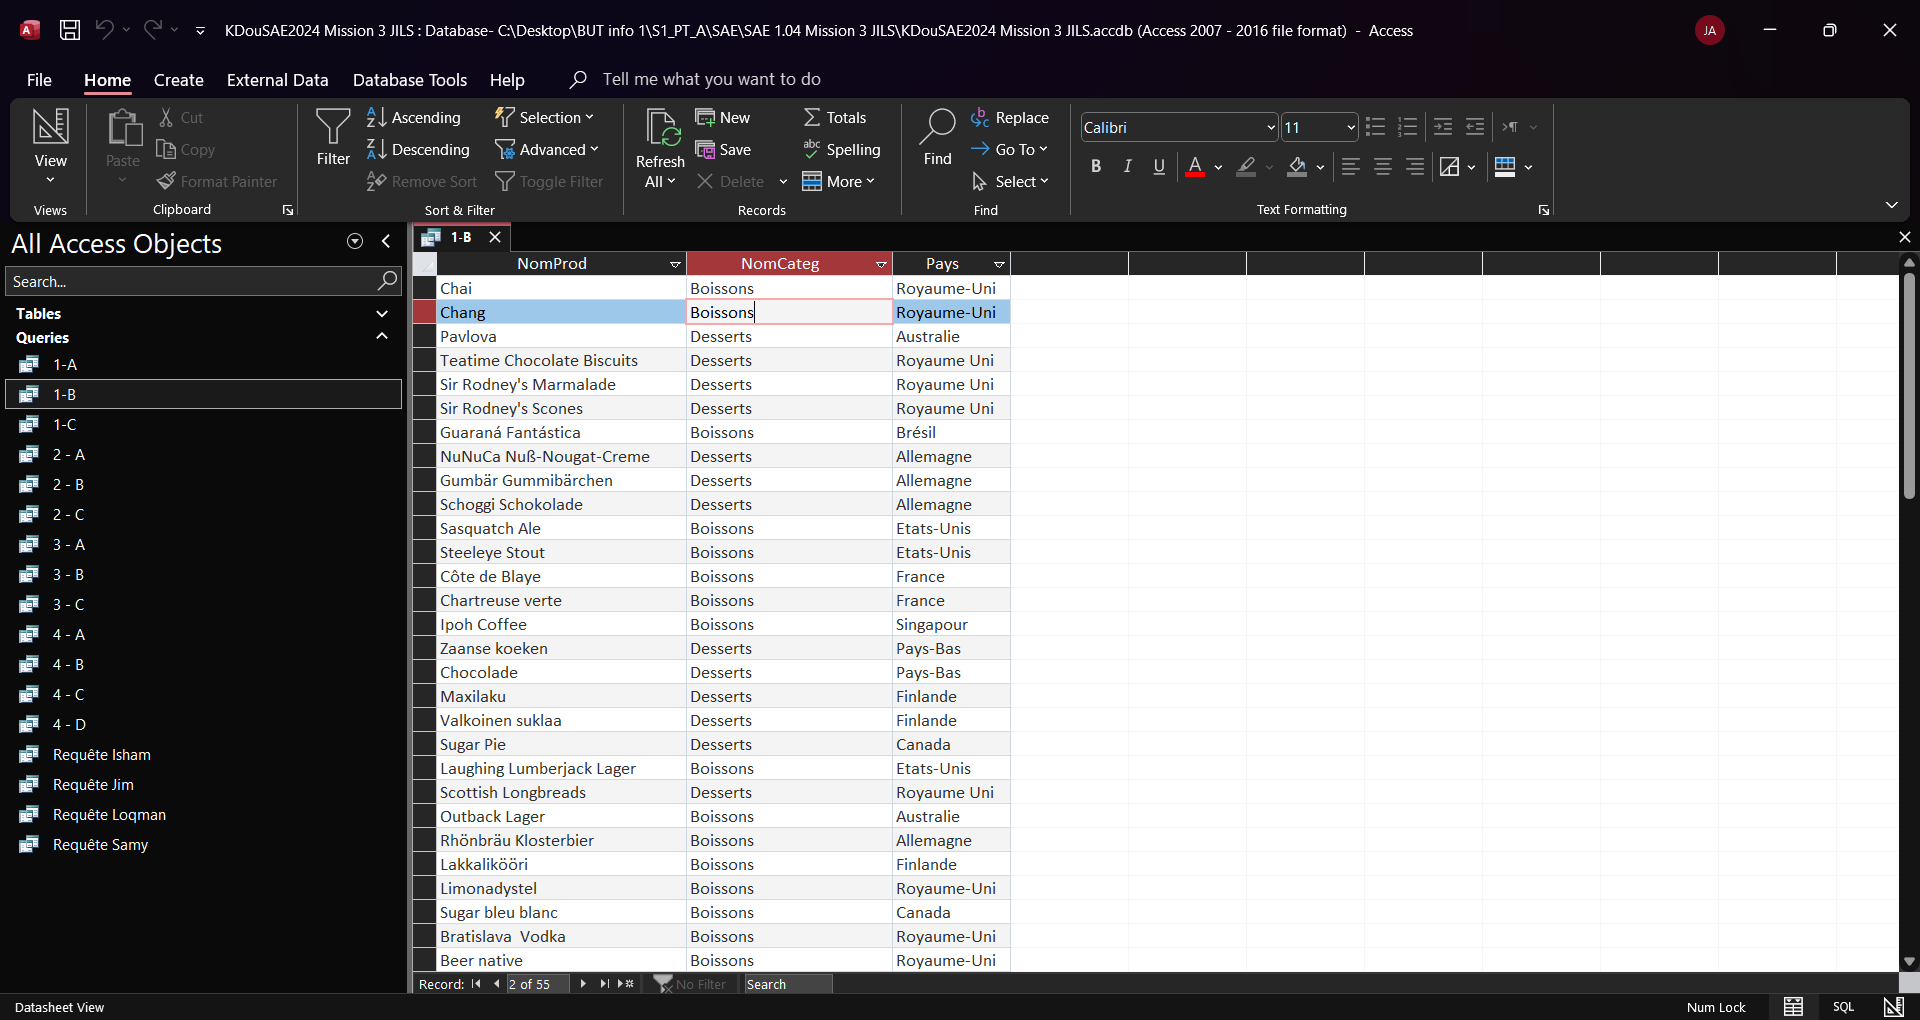 KDouSAE2024 Mission 3 JILS : Database- C:\Desktop\BUT info 1\S1_PT_A\SAE\SAE 1.04 Mission 3 JILS\KDouSAE2024 Mission 3 JILS.accdb (Access 2007 - 2016 file format) - Access
JA
File Home Create External Data Database Tools Help Tell me what you want to do
View
Views
Paste
Cut
Copy
Format Painter
Clipboard
Filter
Ascending
Descending
Remove Sort
Selection
Advanced
Toggle Filter
Sort & Filter
Refresh
All
New
Save
Delete
Totals
Spelling
More
Records
Find
Replace
Go To
Select
Find
Calibri 11
B I U A
Text Formatting
All Access Objects
Search...
Tables
Queries
1-A
1-B
1-C
2 - A
2 - B
2 - C
3 - A
3 - B
3 - C
4 - A
4 - B
4 - C
4 - D
Requête Isham
Requête Jim
Requête Loqman
Requête Samy
1-B
NomProd NomCateg Pays
Chai Boissons Royaume-Uni
Chang Boissons Royaume-Uni
Pavlova Desserts Australie
Teatime Chocolate Biscuits Desserts Royaume Uni
Sir Rodney's Marmalade Desserts Royaume Uni
Sir Rodney's Scones Desserts Royaume Uni
Guaraná Fantástica Boissons Brésil
NuNuCa Nuß-Nougat-Creme Desserts Allemagne
Gumbär Gummibärchen Desserts Allemagne
Schoggi Schokolade Desserts Allemagne
Sasquatch Ale Boissons Etats-Unis
Steeleye Stout Boissons Etats-Unis
Côte de Blaye Boissons France
Chartreuse verte Boissons France
Ipoh Coffee Boissons Singapour
Zaanse koeken Desserts Pays-Bas
Chocolade Desserts Pays-Bas
Maxilaku Desserts Finlande
Valkoinen suklaa Desserts Finlande
Sugar Pie Desserts Canada
Laughing Lumberjack Lager Boissons Etats-Unis
Scottish Longbreads Desserts Royaume Uni
Outback Lager Boissons Australie
Rhönbräu Klosterbier Boissons Allemagne
Lakkalikööri Boissons Finlande
Limonadystel Boissons Royaume-Uni
Sugar bleu blanc Boissons Canada
Bratislava  Vodka Boissons Royaume-Uni
Beer native Boissons Royaume-Uni
Record: 2 of 55 No Filter Search
Datasheet View Num Lock SQL